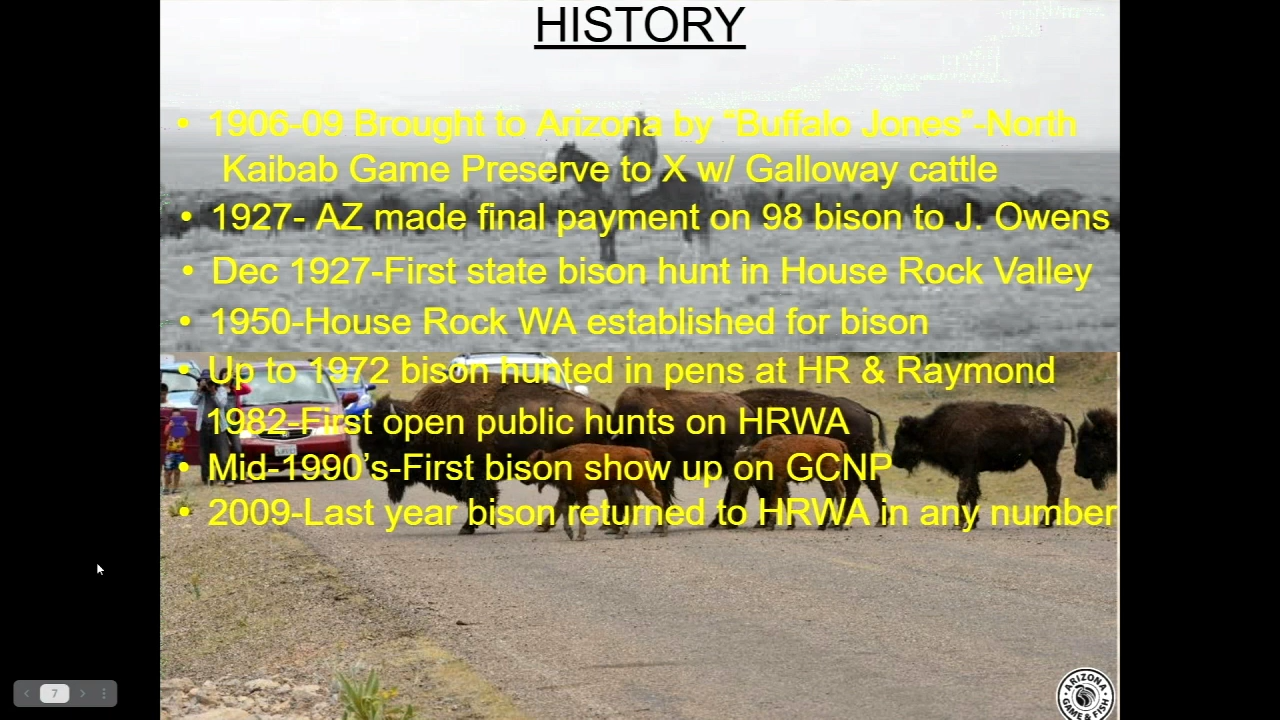 HISTORY
• 1906-09 Brought to Arizona by “Buffalo Jones”-North
Kaibab Game Preserve to X w/ Galloway cattle
• 1927- AZ made final payment on 98 bison to J. Owens
• Dec 1927-First state bison hunt in House Rock Valley
• 1950-House Rock WA established for bison
• Up to 1972 bison hunted in pens at HR & Raymond
1982-First open public hunts on HRWA
• Mid-1990’s-First bison show up on GCNP
• 2009-Last year bison returned to HRWA in any number
7
ARIZONA
GAME & FISH